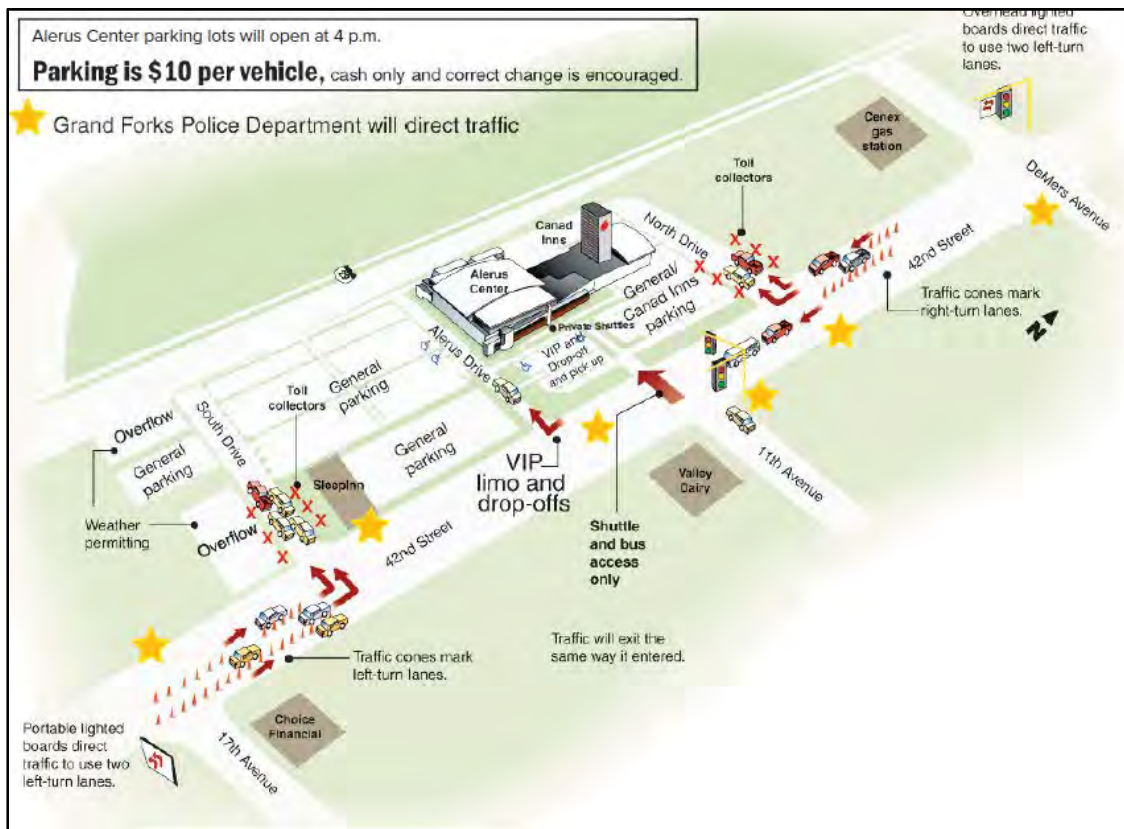 Alerus Center parking lots will open at 4 p.m.
Parking is $10 per vehicle, cash only and correct change is encouraged.
Grand Forks Police Department will direct traffic
Overhead lighted
boards direct traffic
to use two left-turn
lanes.
Cenex
gas
station
DeMers Avenue
Toll
collectors
North Drive
42nd Street
Canad
Inns
Alerus
Center
General/
Canad Inns
parking
Traffic cones mark
right-turn lanes.
N
Private Shuttles
VIP and
Drop-off
and pick up
Alerus Drive
General
parking
Toll
collectors
South Drive
Overflow
General
parking
General
parking
SleepInn
VIP
limo and
drop-offs
Valley
Dairy
11th Avenue
Weather
permitting
Overflow
42nd Street
Shuttle
and bus
access
only
Traffic will exit the
same way it entered.
Traffic cones mark
left-turn lanes.
Choice
Financial
17th Avenue
Portable lighted
boards direct
traffic to use two
left-turn lanes.